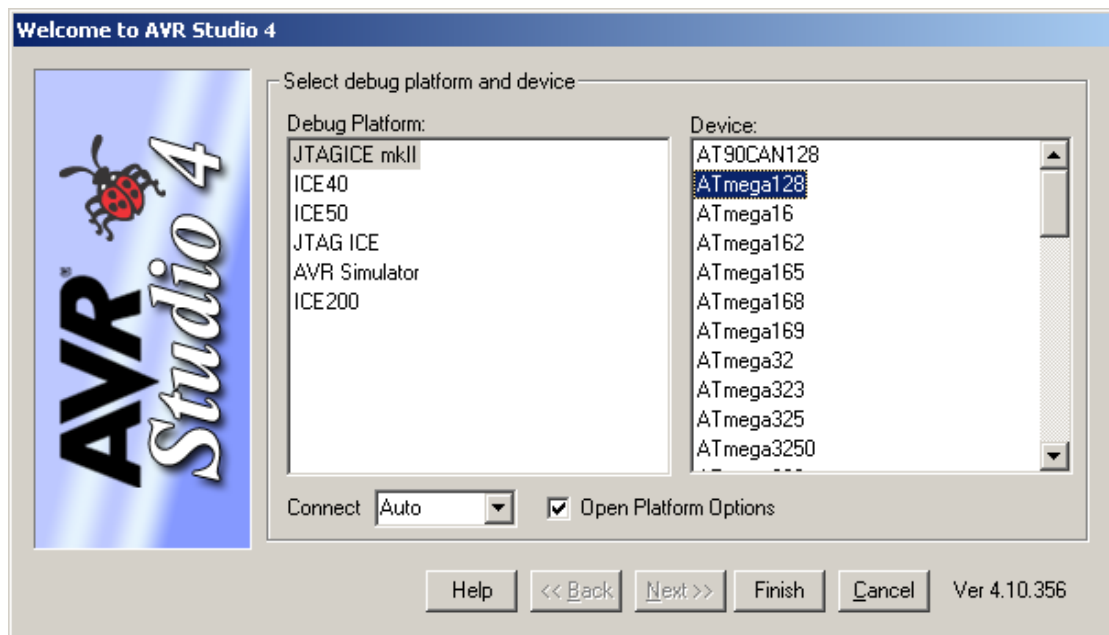 Welcome to AVR Studio 4
AVR®
Studio 4
Select debug platform and device
Debug Platform:
JTAGICE mkII
ICE40
ICE50
JTAG ICE
AVR Simulator
ICE200
Device:
AT90CAN128
ATmega128
ATmega16
ATmega162
ATmega165
ATmega168
ATmega169
ATmega32
ATmega323
ATmega325
ATmega3250
Connect Auto
Open Platform Options
Help
<< Back
Next >>
Finish
Cancel
Ver 4.10.356